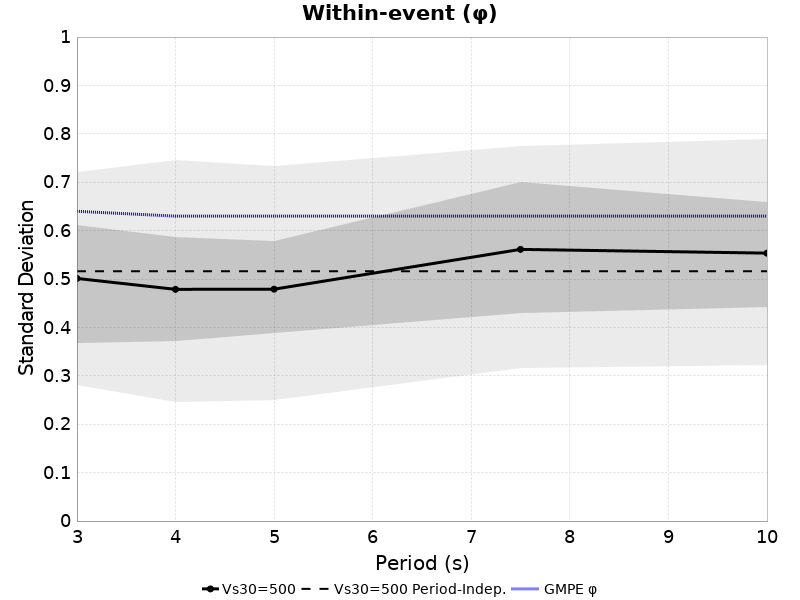 Within-event (φ)
1
0.9
0.8
0.7
0.6
0.5
0.4
0.3
0.2
0.1
0
Standard Deviation
3 4 5 6 7 8 9 10
Period (s)
Vs30=500 Vs30=500 Period-Indep. GMPE φ